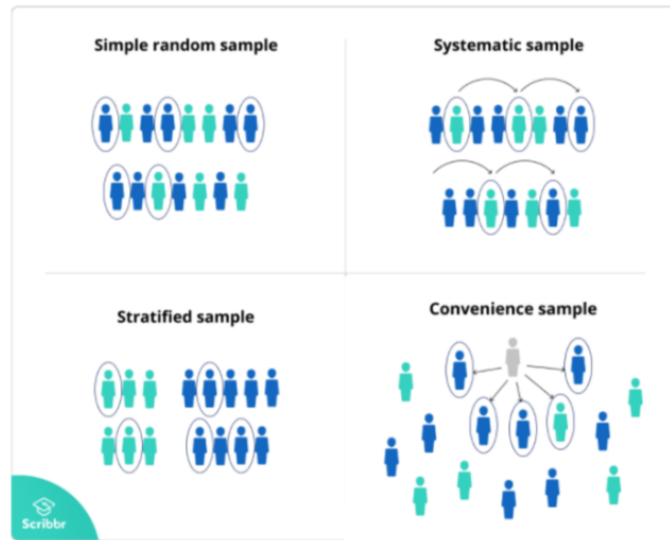 Simple random sample
Systematic sample
Stratified sample
Convenience sample
Scribbr